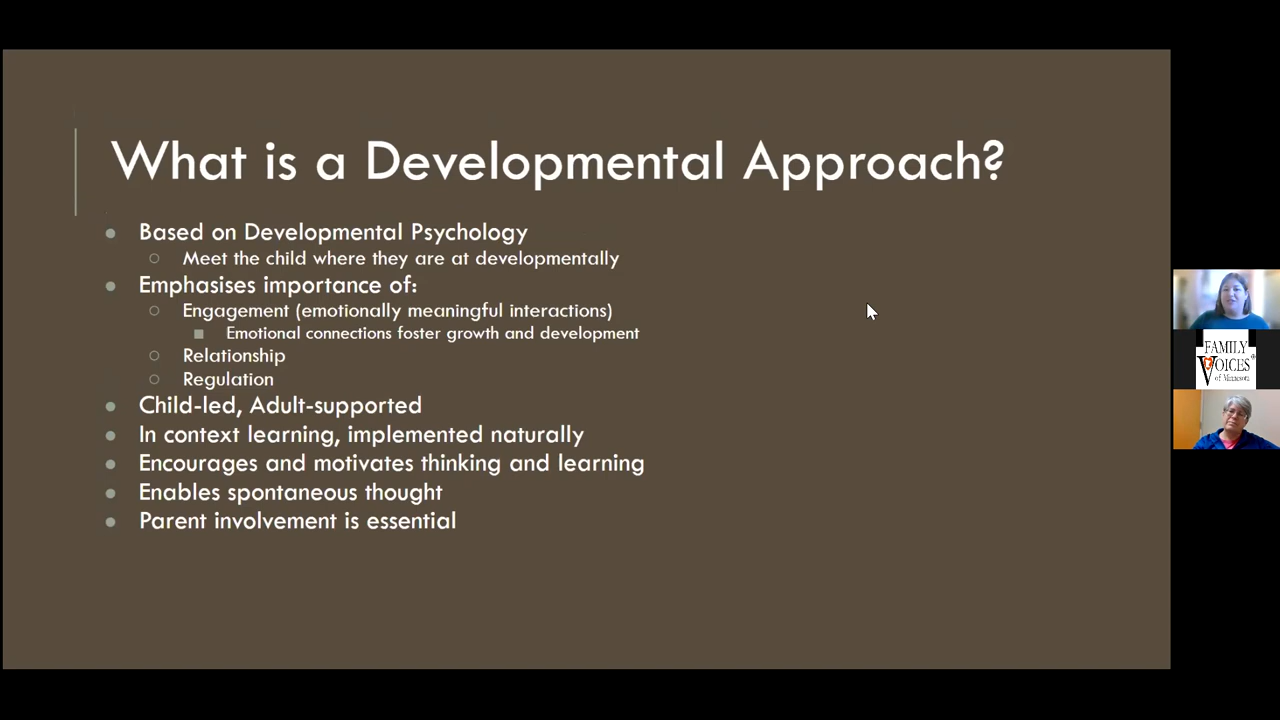 What is a Developmental Approach?
Based on Developmental Psychology
Meet the child where they are at developmentally
Emphasises importance of:
Engagement (emotionally meaningful interactions)
Emotional connections foster growth and development
Relationship
Regulation
Child-led, Adult-supported
In context learning, implemented naturally
Encourages and motivates thinking and learning
Enables spontaneous thought
Parent involvement is essential
FAMILY
VOICES
of Minnesota